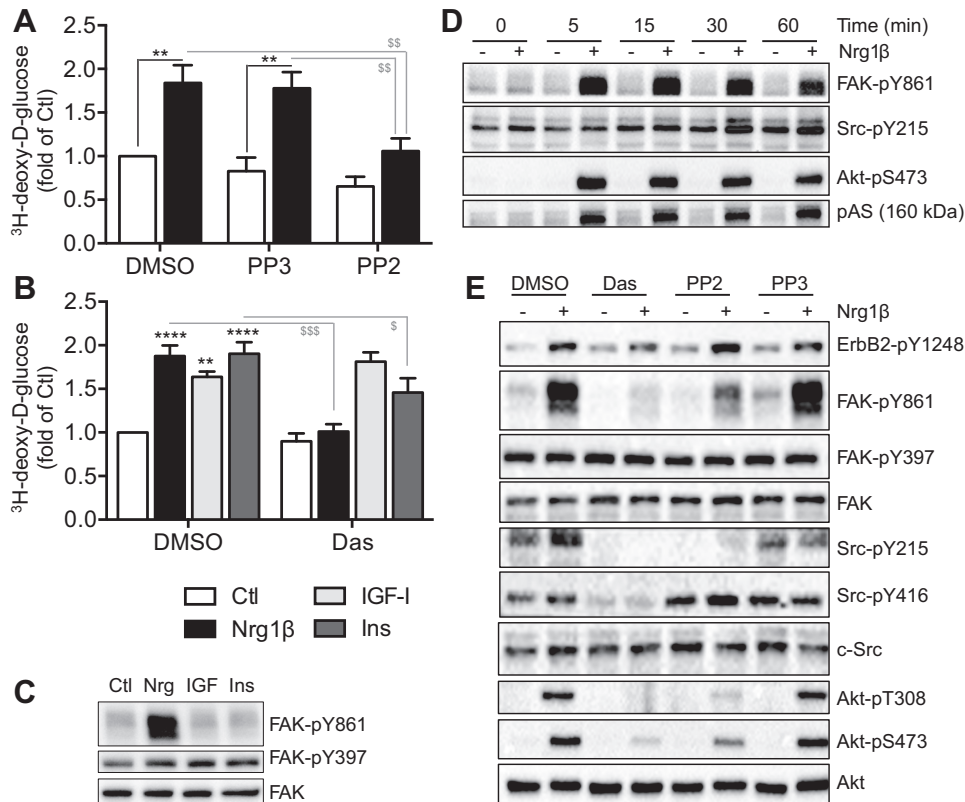 A
³H-deoxy-D-glucose
(fold of Ctl)
2.5
2.0
1.5
1.0
0.5
0.0
**
**
$$
$$
DMSO PP3 PP2
B
³H-deoxy-D-glucose
(fold of Ctl)
2.5
2.0
1.5
1.0
0.5
0.0
****
**
****
$$$
$
DMSO Das
Ctl IGF-I
Nrg1β Ins
C
Ctl Nrg IGF Ins
FAK-pY861
FAK-pY397
FAK
D
0 5 15 30 60 Time (min)
- + - + - + - + - + Nrg1β
FAK-pY861
Src-pY215
Akt-pS473
pAS (160 kDa)
E
DMSO Das PP2 PP3
- + - + - + - + Nrg1β
ErbB2-pY1248
FAK-pY861
FAK-pY397
FAK
Src-pY215
Src-pY416
c-Src
Akt-pT308
Akt-pS473
Akt